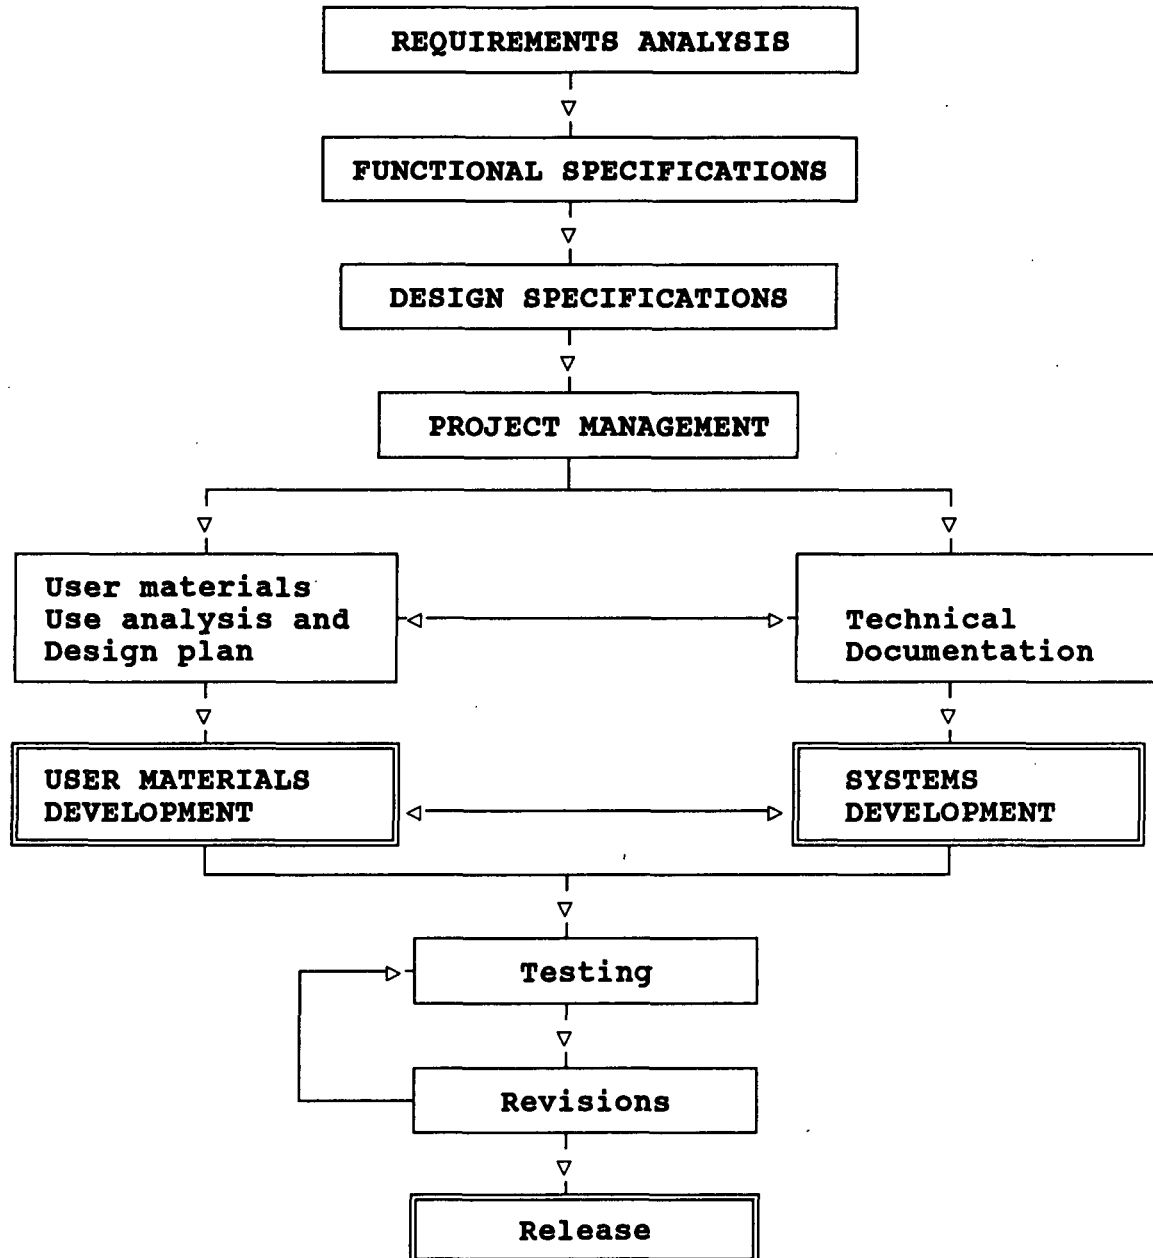 REQUIREMENTS ANALYSIS
FUNCTIONAL SPECIFICATIONS
DESIGN SPECIFICATIONS
PROJECT MANAGEMENT
User materials
Use analysis and
Design plan
Technical
Documentation
USER MATERIALS
DEVELOPMENT
SYSTEMS
DEVELOPMENT
Testing
Revisions
Release